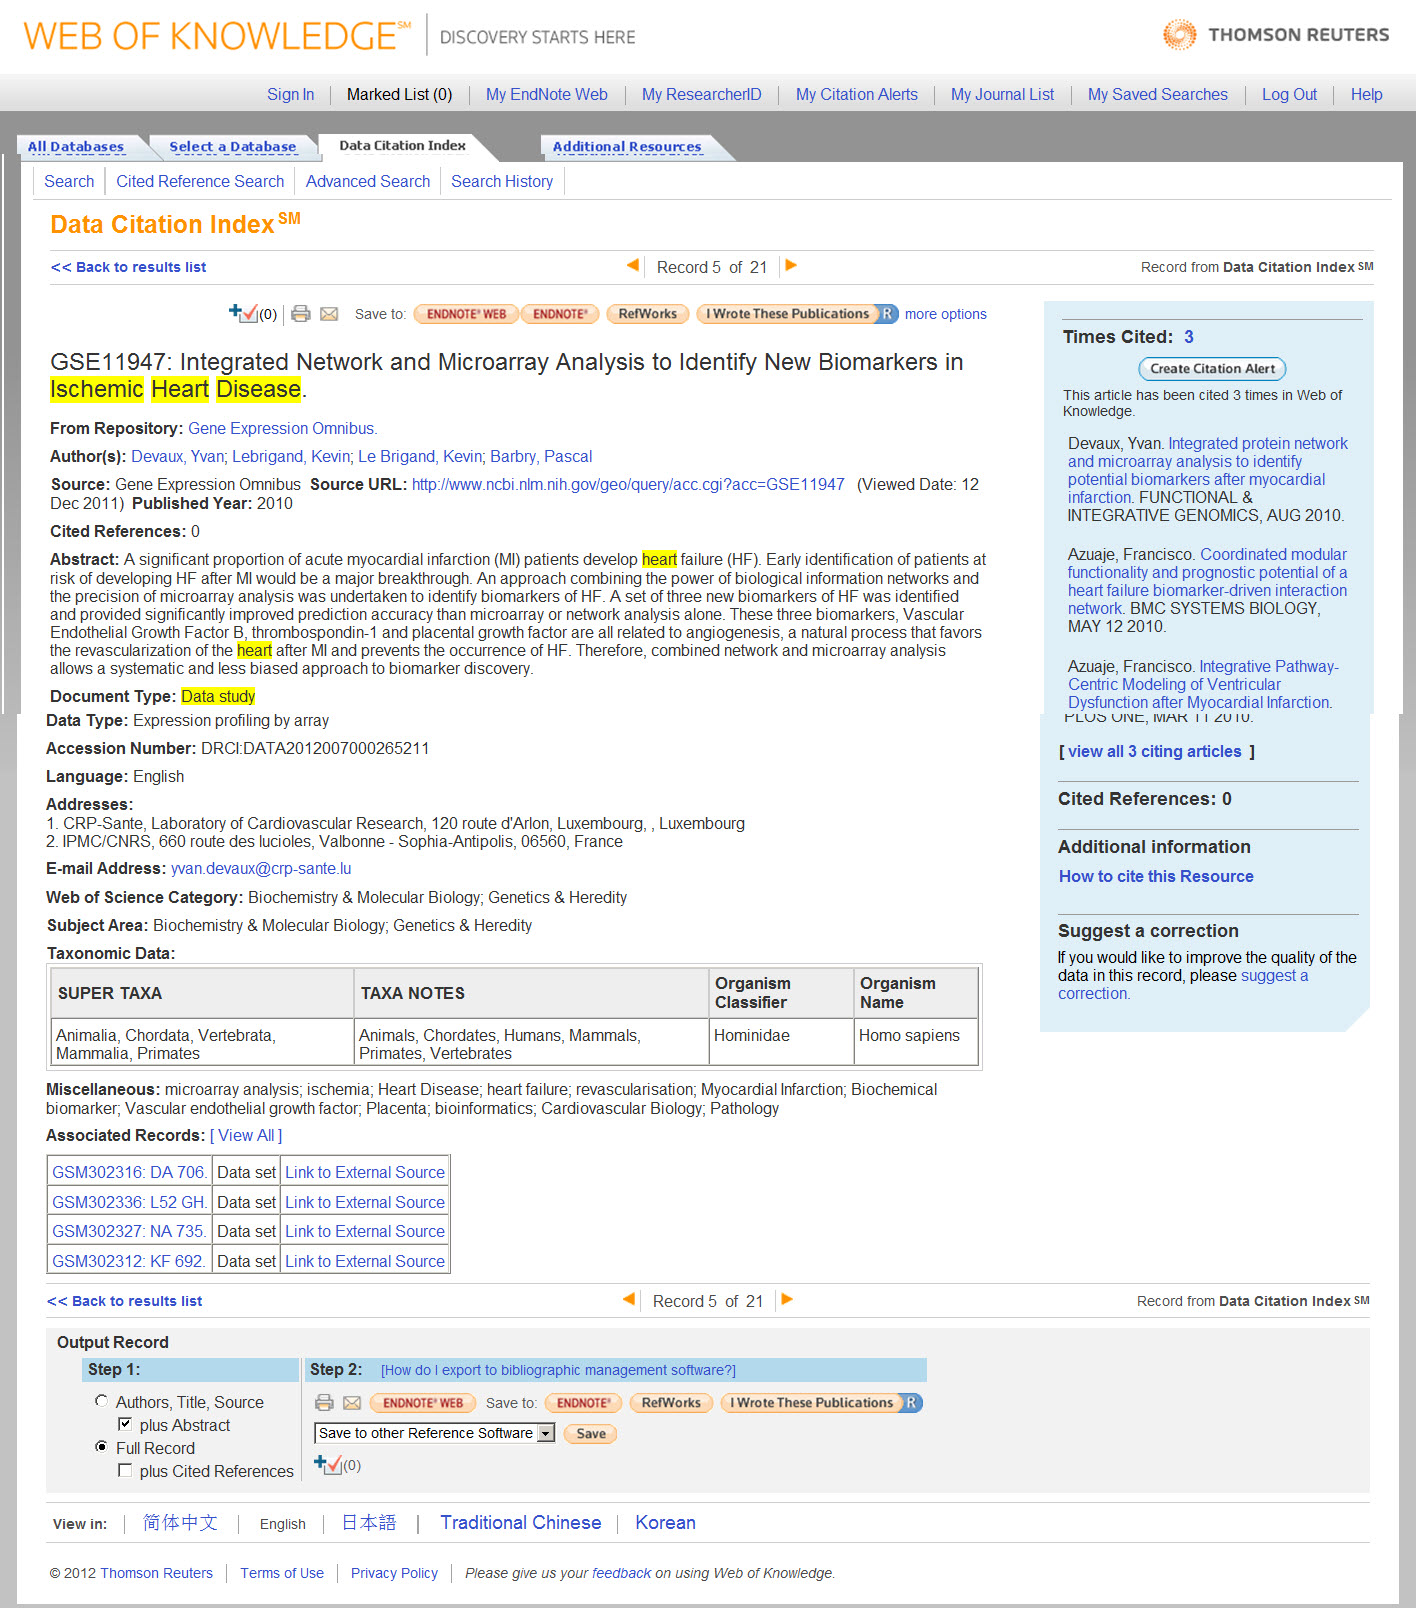 WEB OF KNOWLEDGE℠ DISCOVERY STARTS HERE
THOMSON REUTERS
Sign In Marked List (0) My EndNote Web My ResearcherID My Citation Alerts My Journal List My Saved Searches Log Out Help
All Databases Select a Database Data Citation Index Additional Resources
Search Cited Reference Search Advanced Search Search History
Data Citation Index℠
<< Back to results list Record 5 of 21 Record from Data Citation Index ℠
(0) Save to: ENDNOTE® WEB ENDNOTE® RefWorks I Wrote These Publications R more options
GSE11947: Integrated Network and Microarray Analysis to Identify New Biomarkers in
Ischemic Heart Disease.
From Repository: Gene Expression Omnibus.
Author(s): Devaux, Yvan; Lebrigand, Kevin; Le Brigand, Kevin; Barbry, Pascal
Source: Gene Expression Omnibus Source URL: http://www.ncbi.nlm.nih.gov/geo/query/acc.cgi?acc=GSE11947 (Viewed Date: 12
Dec 2011) Published Year: 2010
Cited References: 0
Abstract: A significant proportion of acute myocardial infarction (MI) patients develop heart failure (HF). Early identification of patients at
risk of developing HF after MI would be a major breakthrough. An approach combining the power of biological information networks and
the precision of microarray analysis was undertaken to identify biomarkers of HF. A set of three new biomarkers of HF was identified
and provided significantly improved prediction accuracy than microarray or network analysis alone. These three biomarkers, Vascular
Endothelial Growth Factor B, thrombospondin-1 and placental growth factor are all related to angiogenesis, a natural process that favors
the revascularization of the heart after MI and prevents the occurrence of HF. Therefore, combined network and microarray analysis
allows a systematic and less biased approach to biomarker discovery.
Document Type: Data study
Data Type: Expression profiling by array
Accession Number: DRCI:DATA2012007000265211
Language: English
Addresses:
1. CRP-Sante, Laboratory of Cardiovascular Research, 120 route d'Arlon, Luxembourg, , Luxembourg
2. IPMC/CNRS, 660 route des lucioles, Valbonne - Sophia-Antipolis, 06560, France
E-mail Address: yvan.devaux@crp-sante.lu
Web of Science Category: Biochemistry & Molecular Biology; Genetics & Heredity
Subject Area: Biochemistry & Molecular Biology; Genetics & Heredity
Taxonomic Data:
SUPER TAXA TAXA NOTES Organism Classifier Organism Name
Animalia, Chordata, Vertebrata, Mammalia, Primates Animals, Chordates, Humans, Mammals, Primates, Vertebrates Hominidae Homo sapiens
Miscellaneous: microarray analysis; ischemia; Heart Disease; heart failure; revascularisation; Myocardial Infarction; Biochemical
biomarker; Vascular endothelial growth factor; Placenta; bioinformatics; Cardiovascular Biology; Pathology
Associated Records: [ View All ]
GSM302316: DA 706. Data set Link to External Source
GSM302336: L52 GH. Data set Link to External Source
GSM302327: NA 735. Data set Link to External Source
GSM302312: KF 692. Data set Link to External Source
Times Cited: 3
Create Citation Alert
This article has been cited 3 times in Web of
Knowledge.
Devaux, Yvan. Integrated protein network
and microarray analysis to identify
potential biomarkers after myocardial
infarction. FUNCTIONAL &
INTEGRATIVE GENOMICS, AUG 2010.
Azuaje, Francisco. Coordinated modular
functionality and prognostic potential of a
heart failure biomarker-driven interaction
network. BMC SYSTEMS BIOLOGY,
MAY 12 2010.
Azuaje, Francisco. Integrative Pathway-
Centric Modeling of Ventricular
Dysfunction after Myocardial Infarction.
PLOS ONE, MAR 11 2010.
[ view all 3 citing articles ]
Cited References: 0
Additional information
How to cite this Resource
Suggest a correction
If you would like to improve the quality of the
data in this record, please suggest a
correction.
<< Back to results list Record 5 of 21 Record from Data Citation Index ℠
Output Record
Step 1: Step 2: [How do I export to bibliographic management software?]
Authors, Title, Source
plus Abstract
Full Record
plus Cited References
ENDNOTE® WEB Save to: ENDNOTE® RefWorks I Wrote These Publications R
Save to other Reference Software Save
(0)
View in: 简体中文 English 日本語 Traditional Chinese Korean
© 2012 Thomson Reuters Terms of Use Privacy Policy Please give us your feedback on using Web of Knowledge.